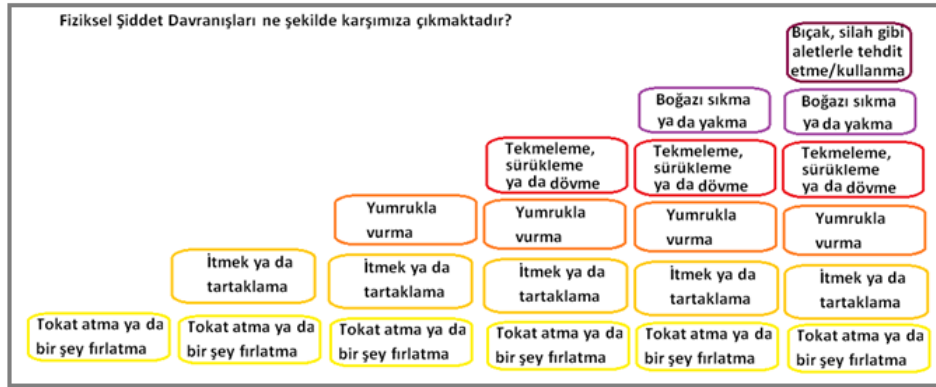 Fiziksel Şiddet Davranışları ne şekilde karşımıza çıkmaktadır?
Bıçak, silah gibi
aletlerle tehdit
etme/kullanma
Boğazı sıkma
ya da yakma
Boğazı sıkma
ya da yakma
Tekmeleme,
sürükleme
ya da dövme
Tekmeleme,
sürükleme
ya da dövme
Tekmeleme,
sürükleme
ya da dövme
Yumrukla
vurma
Yumrukla
vurma
Yumrukla
vurma
Yumrukla
vurma
İtmek ya da
tartaklama
İtmek ya da
tartaklama
İtmek ya da
tartaklama
İtmek ya da
tartaklama
İtmek ya da
tartaklama
Tokat atma ya da
bir şey fırlatma
Tokat atma ya da
bir şey fırlatma
Tokat atma ya da
bir şey fırlatma
Tokat atma ya da
bir şey fırlatma
Tokat atma ya da
bir şey fırlatma
Tokat atma ya da
bir şey fırlatma